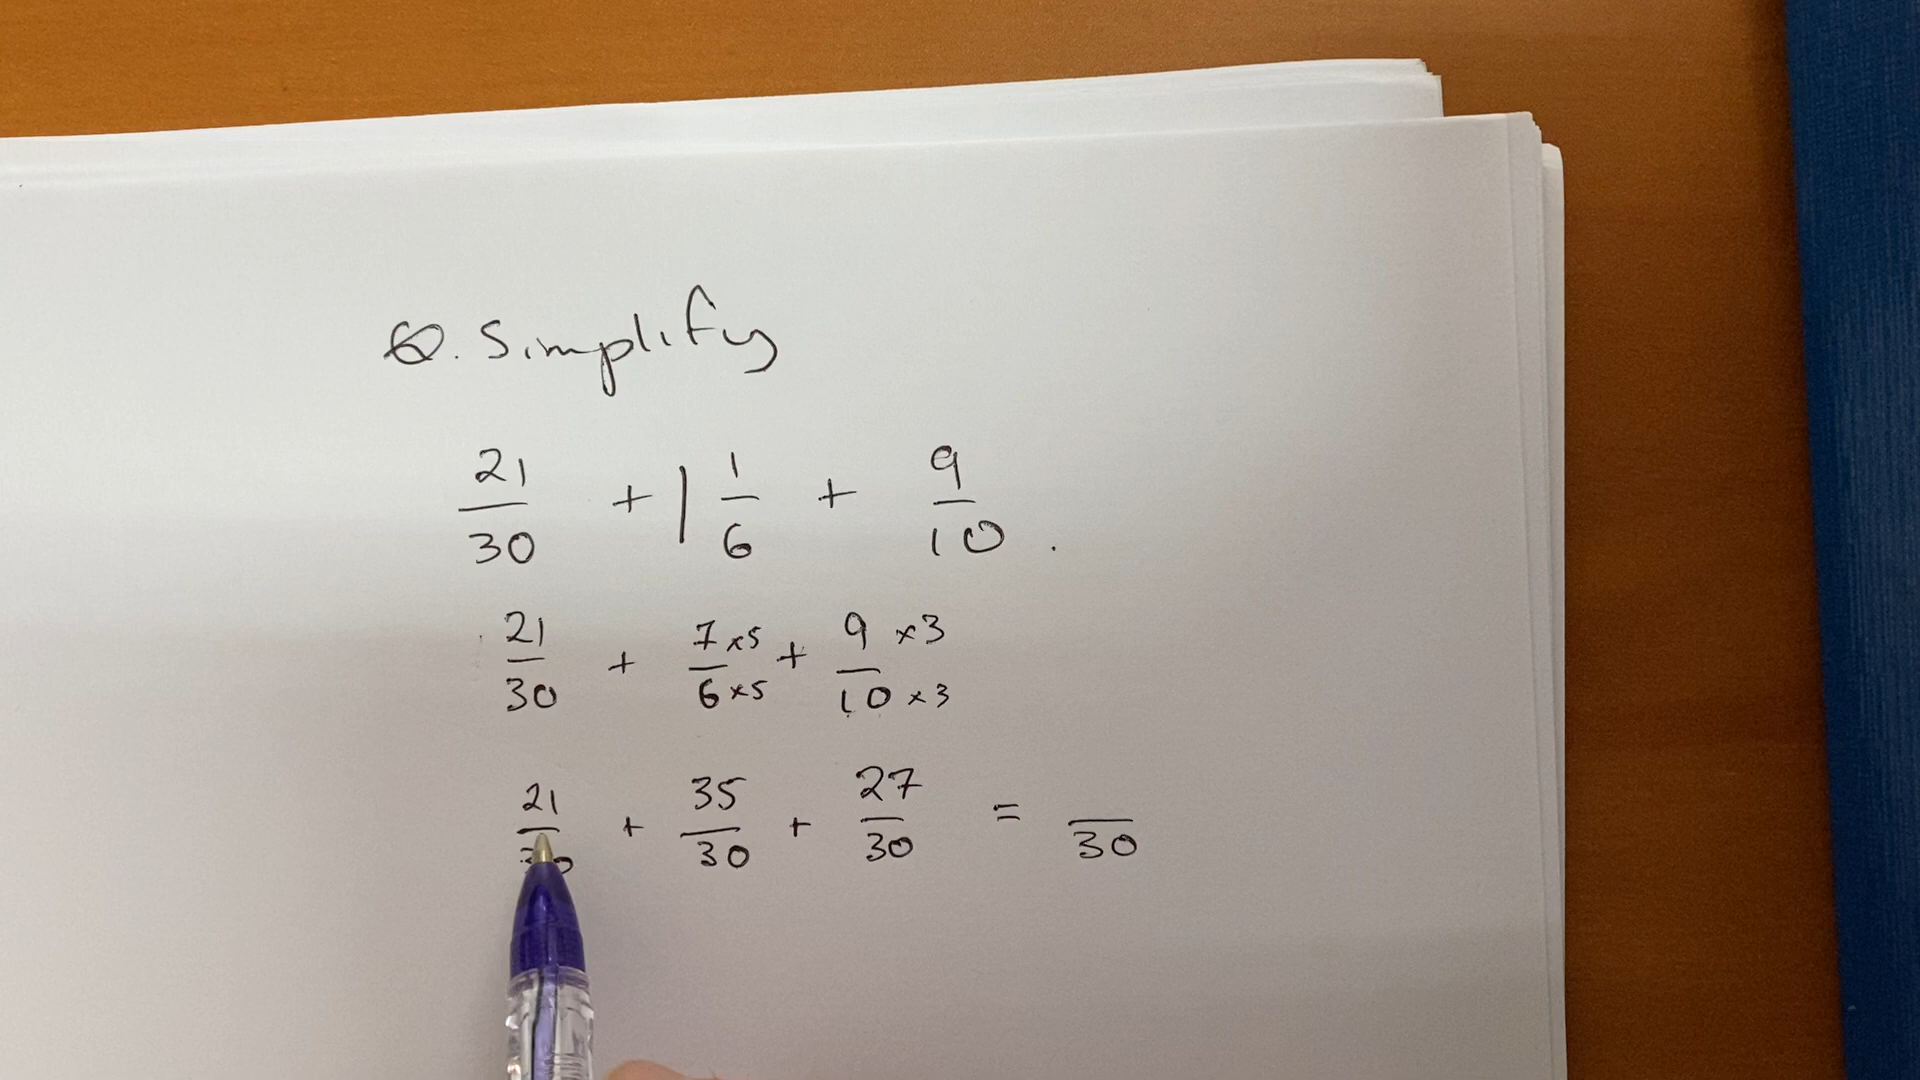 Q. Simplify
21/30 + 1 1/6 + 9/10.
21/30 + 7×5/6×5 + 9×3/10×3
21/30 + 35/30 + 27/30 = /30